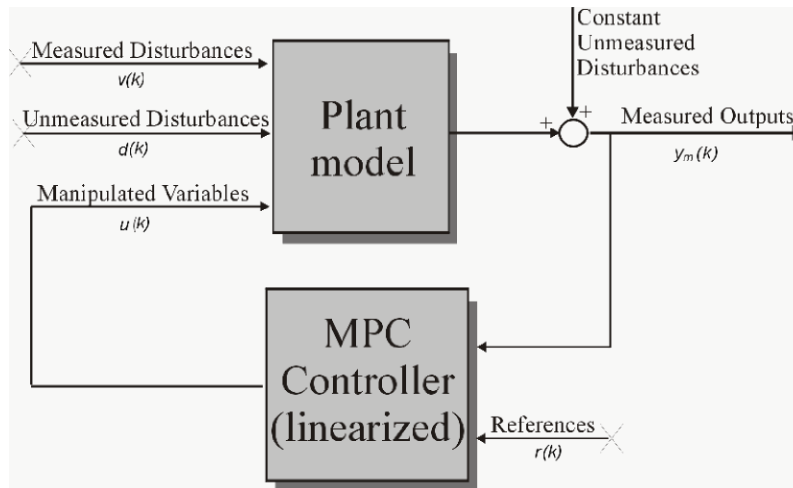 Constant
Unmeasured
Disturbances
Measured Disturbances
v(k)
Unmeasured Disturbances
d(k)
Manipulated Variables
u(k)
Plant
model
+
+
Measured Outputs
ym(k)
MPC
Controller
(linearized)
References
r(k)